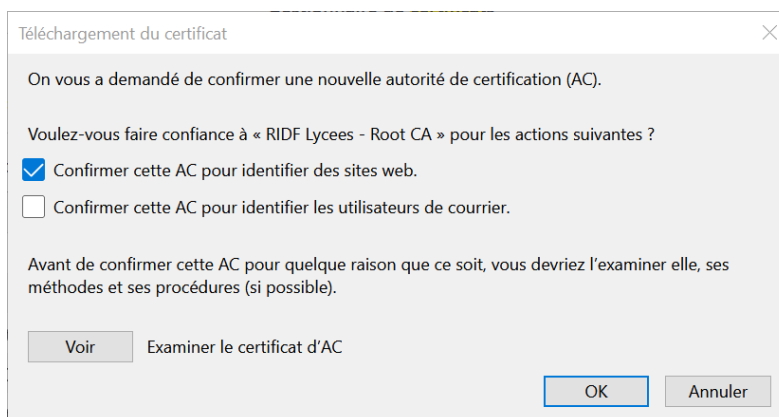 Téléchargement du certificat
On vous a demandé de confirmer une nouvelle autorité de certification (AC).
Voulez-vous faire confiance à « RIDF Lycees - Root CA » pour les actions suivantes ?
Confirmer cette AC pour identifier des sites web.
Confirmer cette AC pour identifier les utilisateurs de courrier.
Avant de confirmer cette AC pour quelque raison que ce soit, vous devriez l’examiner elle, ses
méthodes et ses procédures (si possible).
Voir Examiner le certificat d’AC
OK Annuler